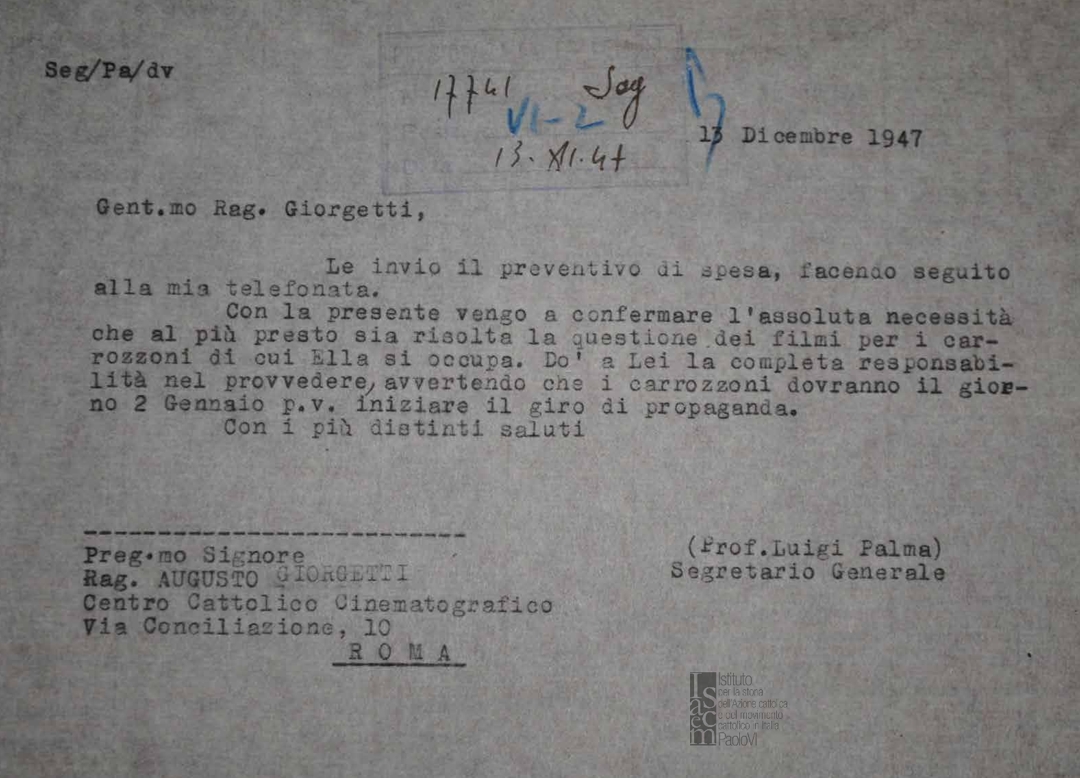 Seg/Pa/dv
17741 Seg
VI-2
13 Dicembre 1947
13.XII.47
Gent.mo Rag. Giorgetti,
Le invio il preventivo di spesa, facendo seguito
alla mia telefonata.
Con la presente vengo a confermare l'assoluta necessità
che al più presto sia risolta la questione dei filmi per i car-
rozzoni di cui Ella si occupa. Do' a Lei la completa responsabi-
lità nel provvedere, avvertendo che i carrozzoni dovranno il gior-
no 2 Gennaio p.v. iniziare il giro di propaganda.
Con i più distinti saluti
---------------------------
Preg.mo Signore
Rag. AUGUSTO GIORGETTI
Centro Cattolico Cinematografico
Via Conciliazione, 10
R O M A
(Prof.Luigi Palma)
Segretario Generale
Isacem
Istituto
per la storia
dell'Azione cattolica
e del movimento
cattolico in Italia
PaoloVI